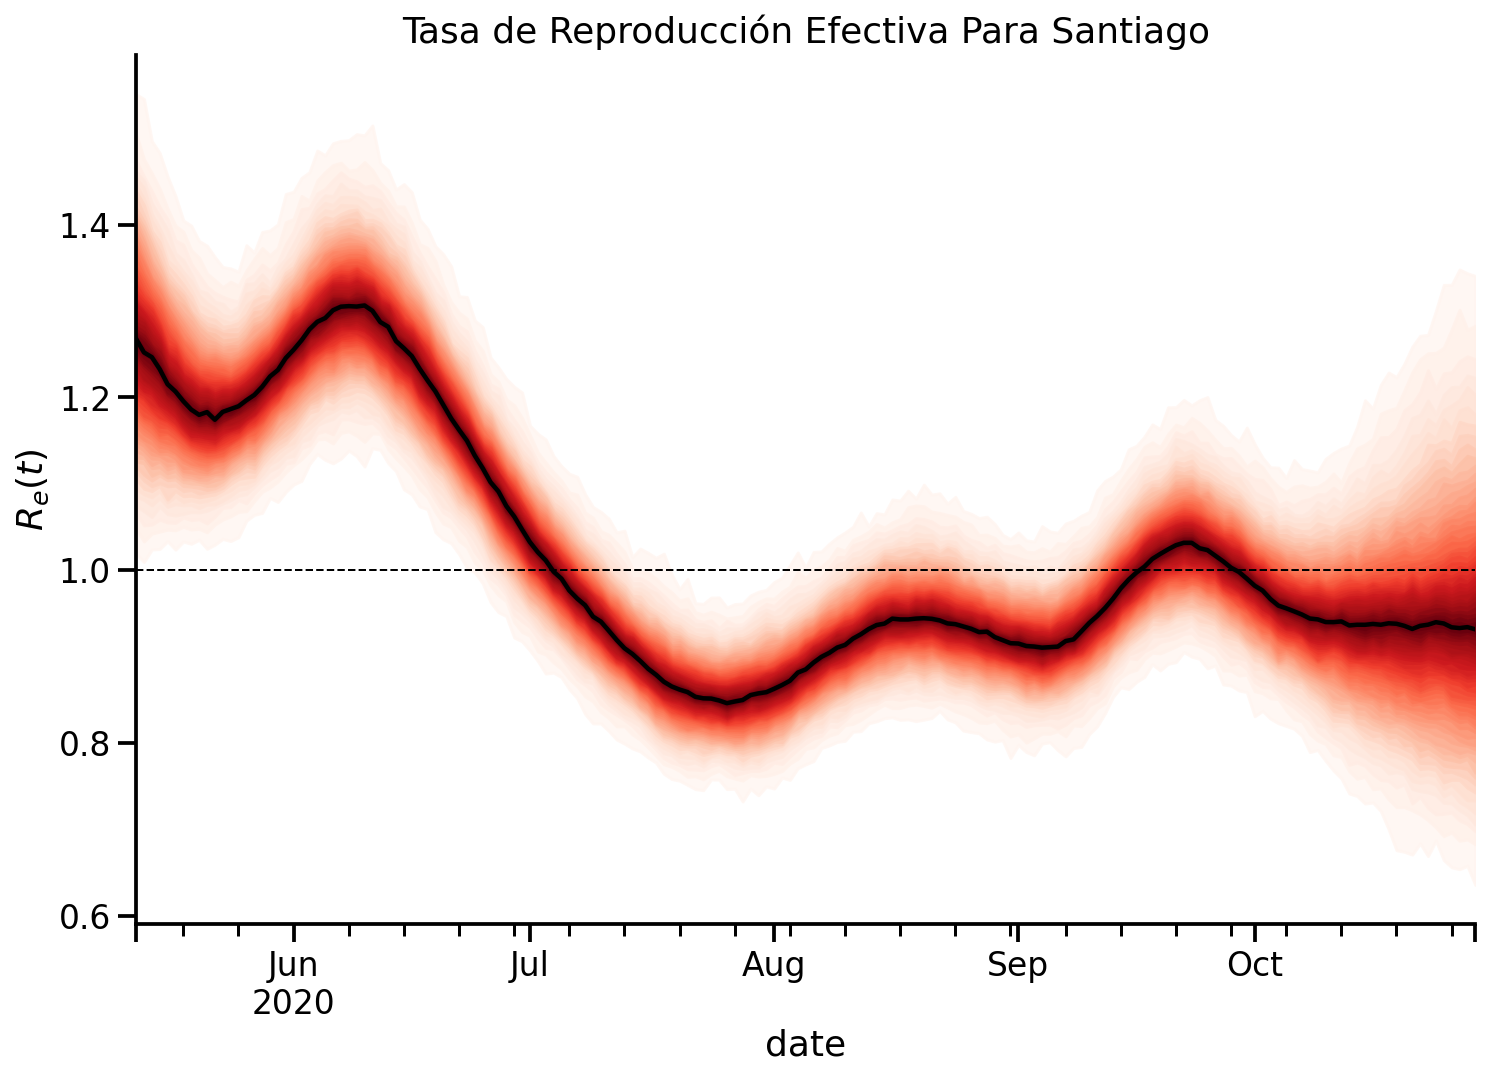 Tasa de Reproducción Efectiva Para Santiago
1.4
1.2
1.0
0.8
0.6
Rₑ(t)
Jun Jul Aug Sep Oct
2020
date